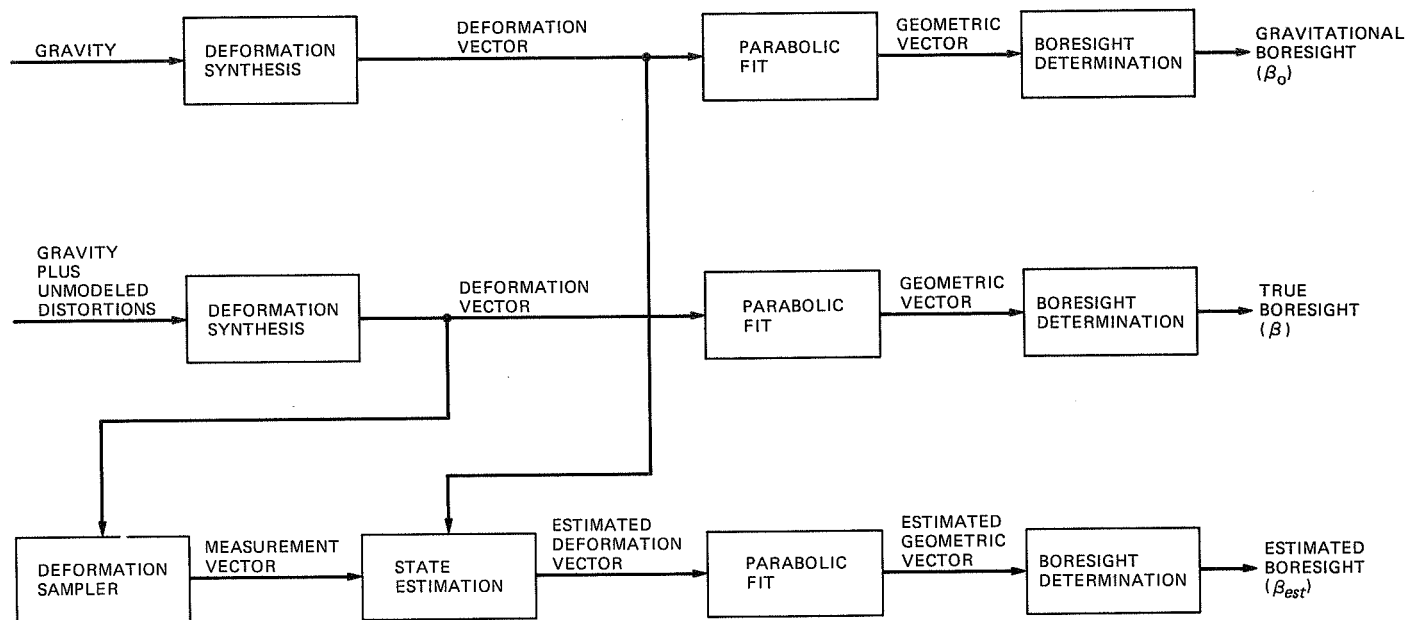 GRAVITY
DEFORMATION
SYNTHESIS
DEFORMATION
VECTOR
PARABOLIC
FIT
GEOMETRIC
VECTOR
BORESIGHT
DETERMINATION
GRAVITATIONAL
BORESIGHT
(β₀)
GRAVITY
PLUS
UNMODELED
DISTORTIONS
DEFORMATION
SYNTHESIS
DEFORMATION
VECTOR
PARABOLIC
FIT
GEOMETRIC
VECTOR
BORESIGHT
DETERMINATION
TRUE
BORESIGHT
(β)
DEFORMATION
SAMPLER
MEASUREMENT
VECTOR
STATE
ESTIMATION
ESTIMATED
DEFORMATION
VECTOR
PARABOLIC
FIT
ESTIMATED
GEOMETRIC
VECTOR
BORESIGHT
DETERMINATION
ESTIMATED
BORESIGHT
(βest)